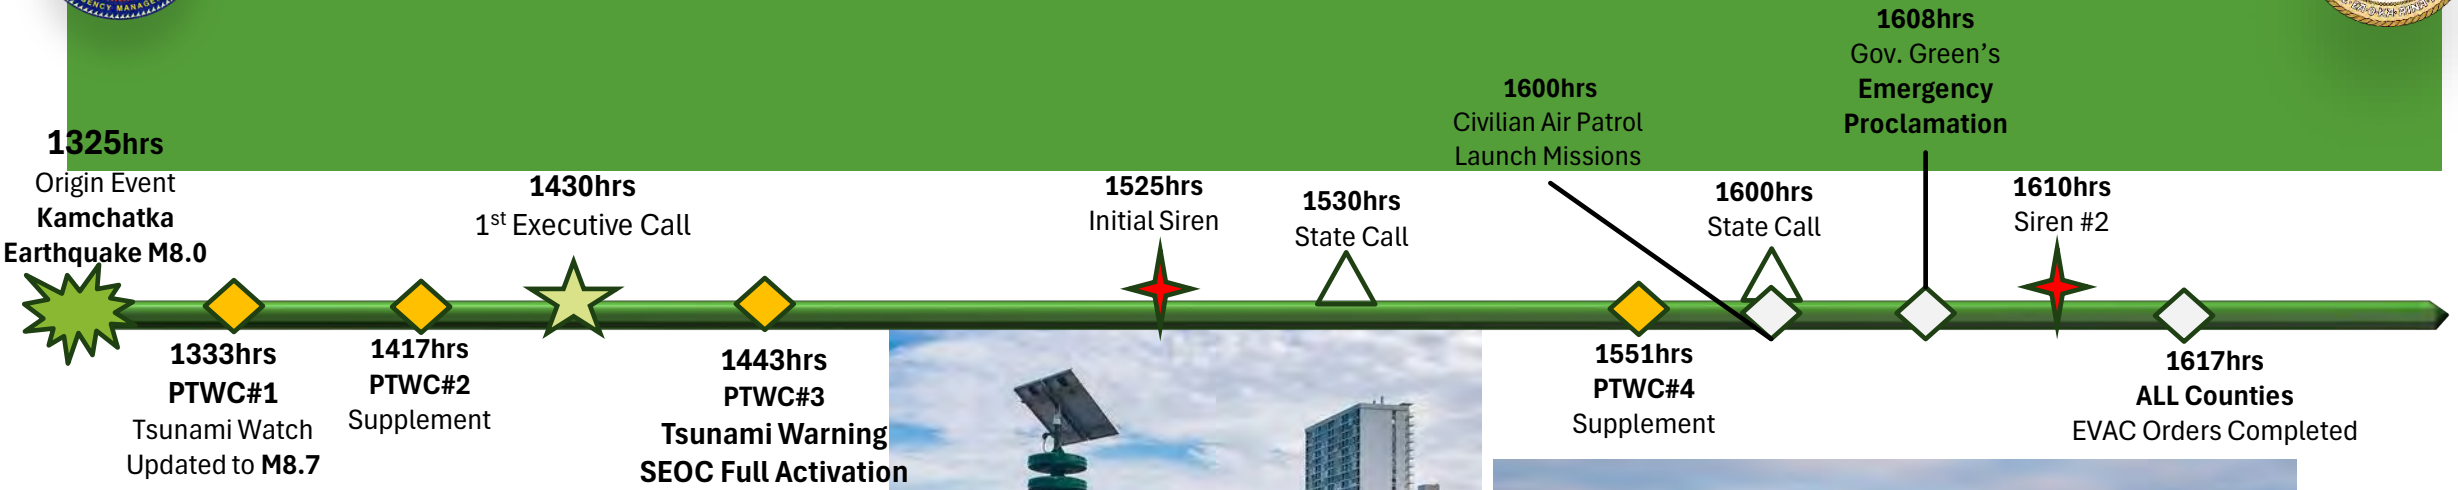 ENCY MANAGE
1325hrs
Origin Event
Kamchatka
Earthquake M8.0
1333hrs
PTWC#1
Tsunami Watch
Updated to M8.7
1417hrs
PTWC#2
Supplement
1430hrs
1st Executive Call
1443hrs
PTWC#3
Tsunami Warning
SEOC Full Activation
1525hrs
Initial Siren
1530hrs
State Call
1551hrs
PTWC#4
Supplement
1600hrs
Civilian Air Patrol
Launch Missions
1600hrs
State Call
1608hrs
Gov. Green’s
Emergency
Proclamation
1610hrs
Siren #2
1617hrs
ALL Counties
EVAC Orders Completed